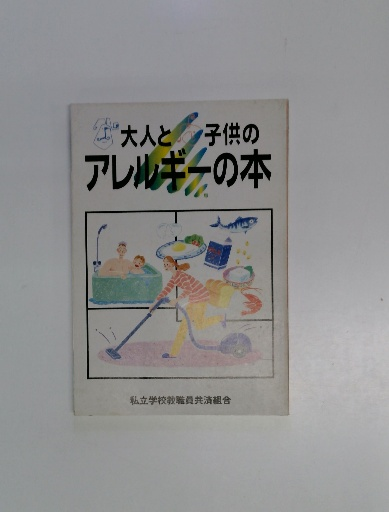 大人と子供の
アレルギーの本
私立学校教職員共済組合